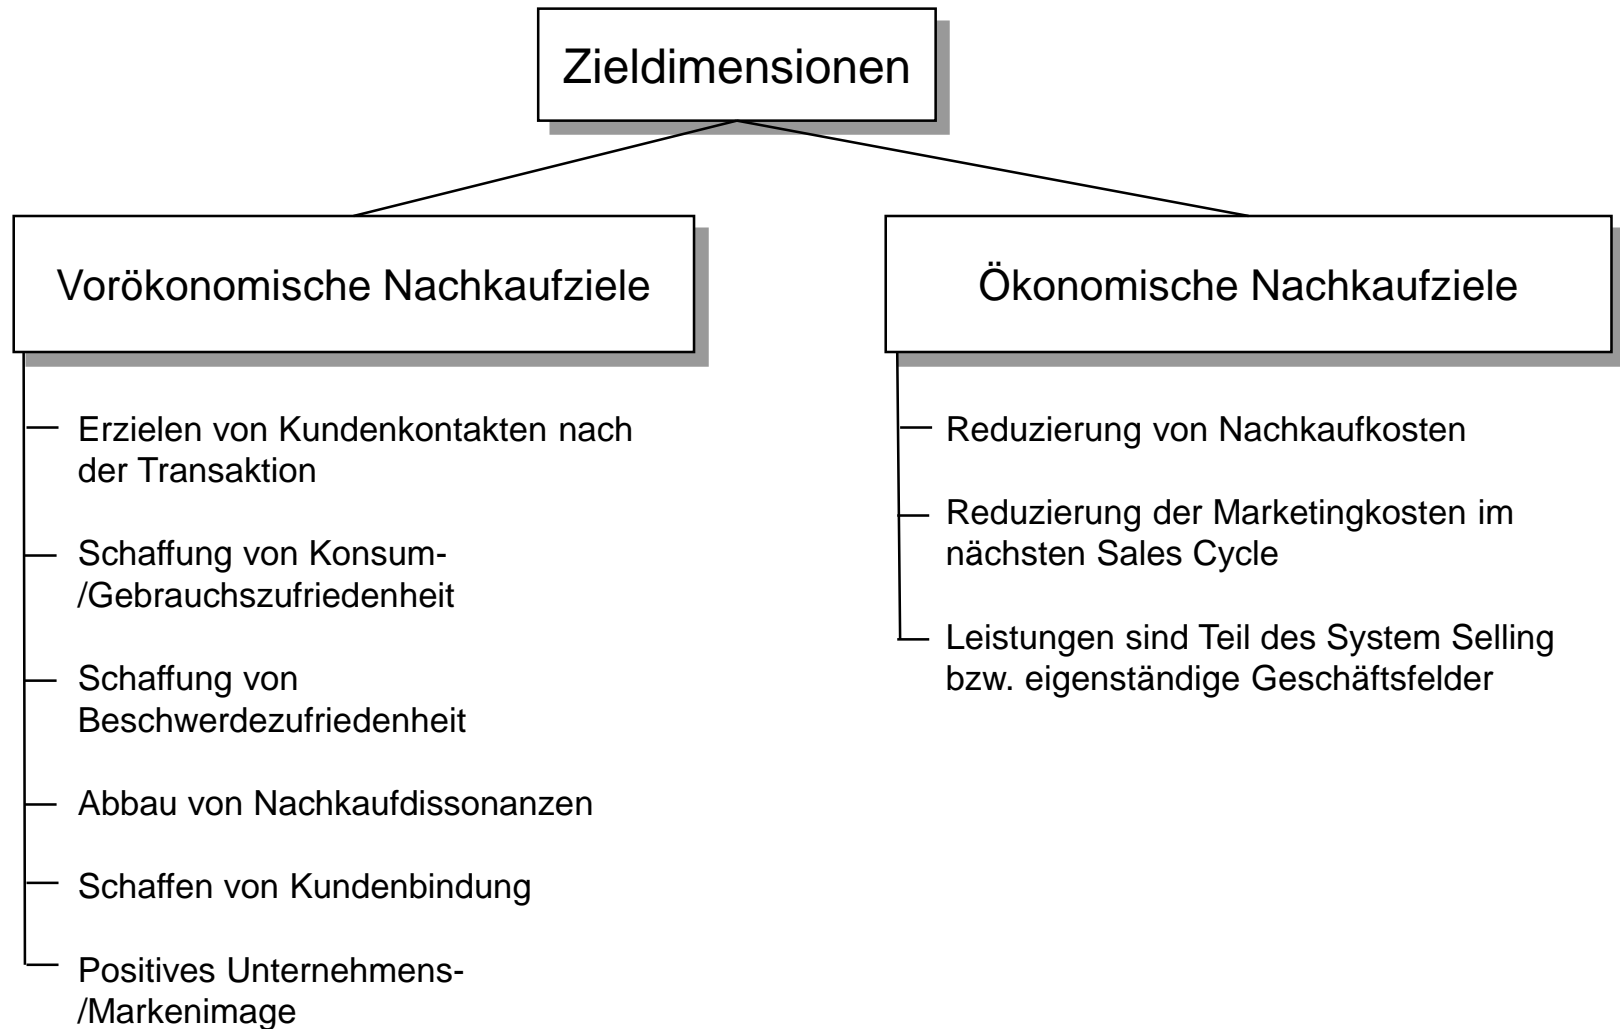 Zieldimensionen
Vorökonomische Nachkaufziele
Erzielen von Kundenkontakten nach
der Transaktion
Schaffung von Konsum-
/Gebrauchszufriedenheit
Schaffung von
Beschwerdezufriedenheit
Abbau von Nachkaufdissonanzen
Schaffen von Kundenbindung
Positives Unternehmens-
/Markenimage
Ökonomische Nachkaufziele
Reduzierung von Nachkaufkosten
Reduzierung der Marketingkosten im
nächsten Sales Cycle
Leistungen sind Teil des System Selling
bzw. eigenständige Geschäftsfelder